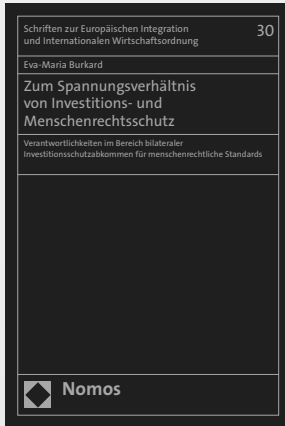 Schriften zur Europäischen Integration
und Internationalen Wirtschaftsordnung
30
Eva-Maria Burkard
Zum Spannungsverhältnis
von Investitions- und
Menschenrechtsschutz
Verantwortlichkeiten im Bereich bilateraler
Investitionsschutzabkommen für menschenrechtliche Standards
Nomos